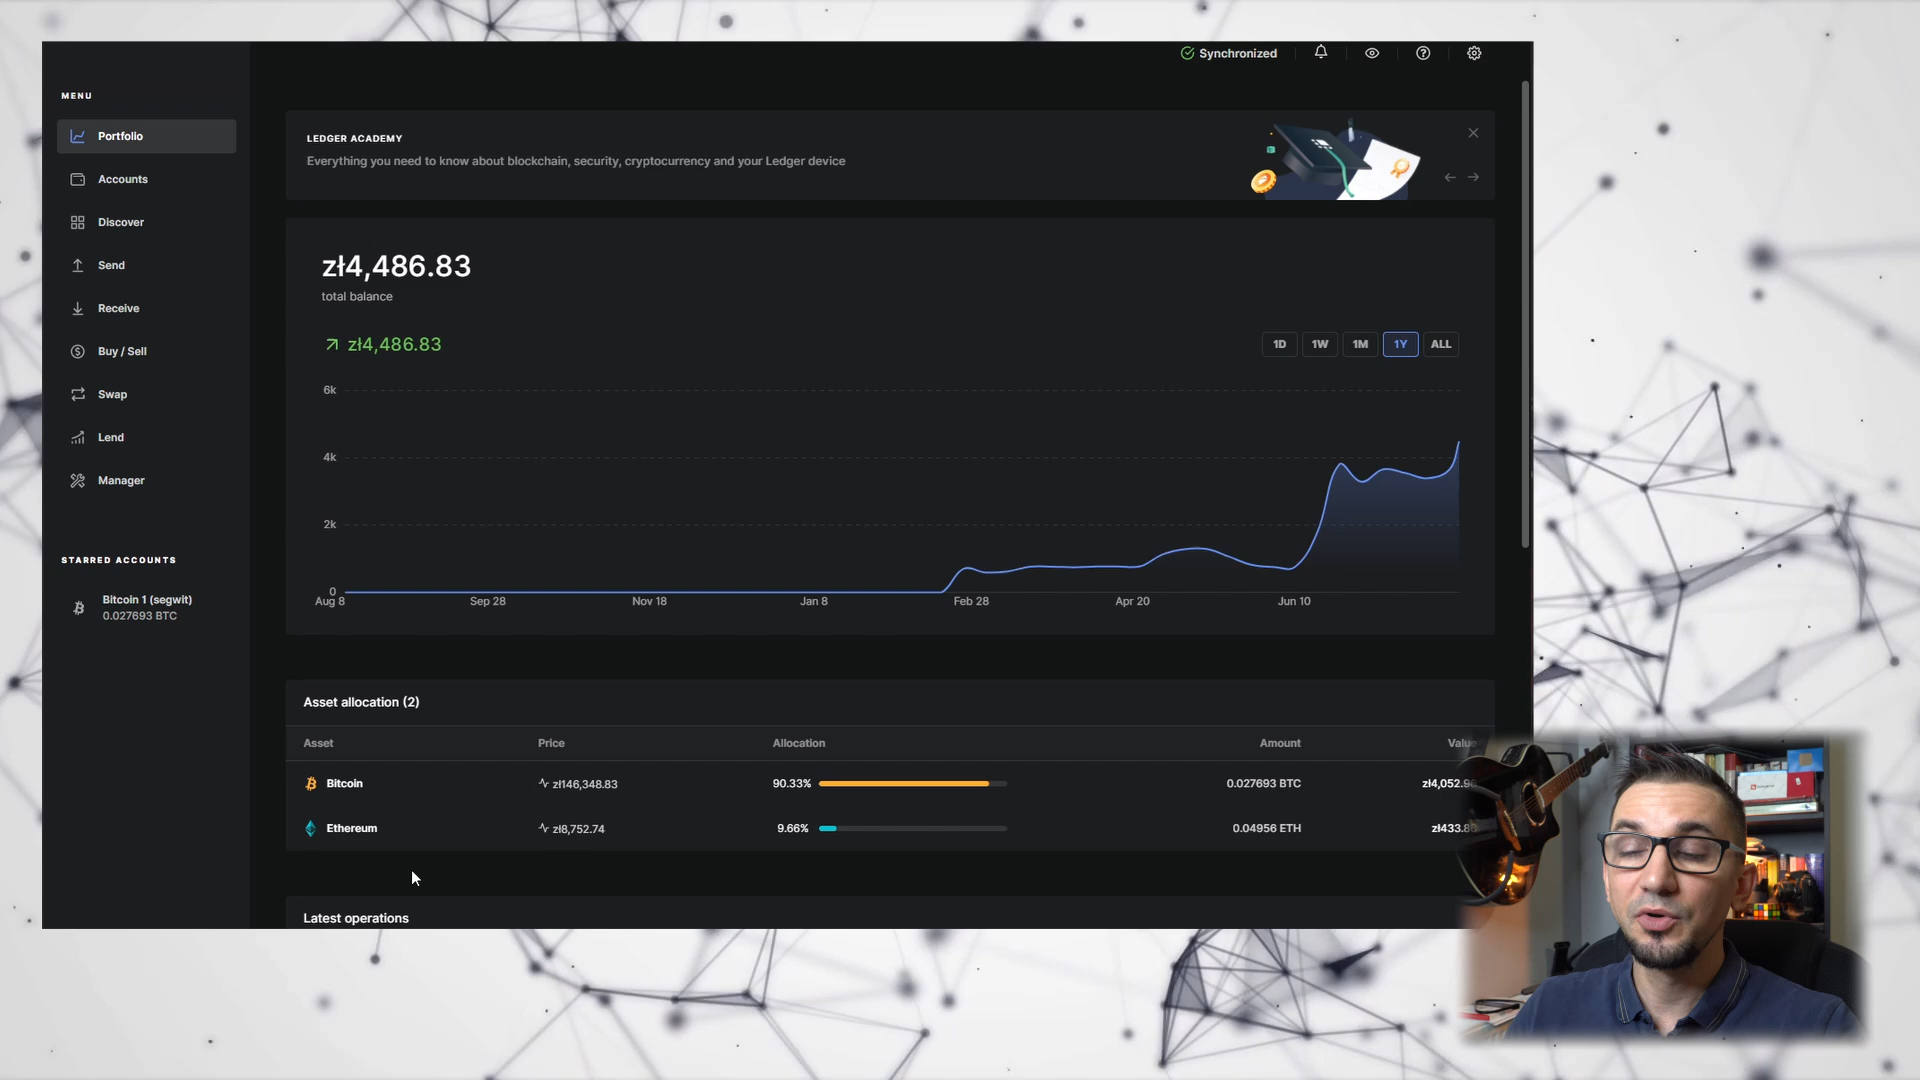 Synchronized
MENU
Portfolio
Accounts
Discover
Send
Receive
Buy / Sell
Swap
Lend
Manager
STARRED ACCOUNTS
Bitcoin 1 (segwit)
0.027693 BTC
LEDGER ACADEMY
Everything you need to know about blockchain, security, cryptocurrency and your Ledger device
zł4,486.83
total balance
zł4,486.83
1D 1W 1M 1Y ALL
6k
4k
2k
0
Aug 8 Sep 28 Nov 18 Jan 8 Feb 28 Apr 20 Jun 10
Asset allocation (2)
Asset Price Allocation Amount Value
Bitcoin zł146,348.83 90.33% 0.027693 BTC
Ethereum zł8,752.74 9.66% 0.04956 ETH
Latest operations